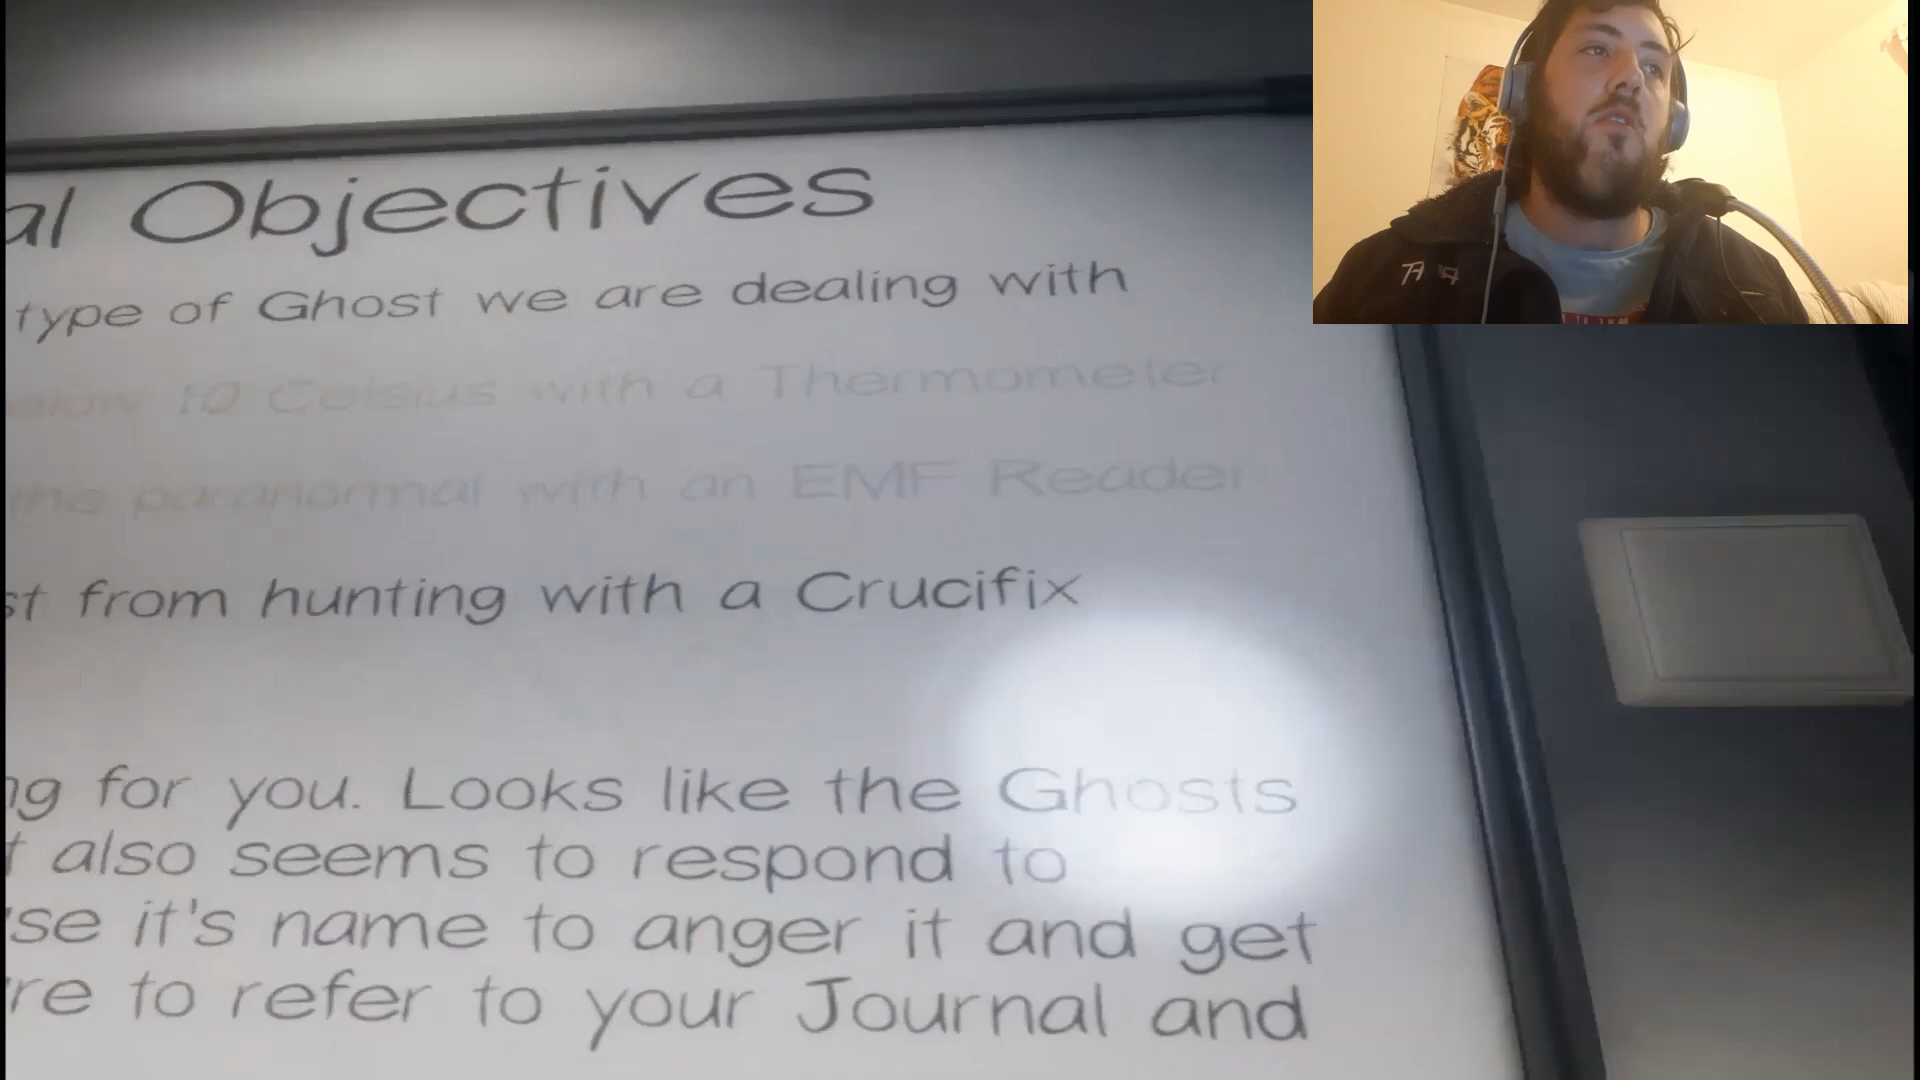 al Objectives
type of Ghost we are dealing with
below 10 Celsius with a Thermometer
the paranormal with an EMF Reader
st from hunting with a Crucifix
ng for you. Looks like the Ghosts
t also seems to respond to
se it's name to anger it and get
re to refer to your Journal and